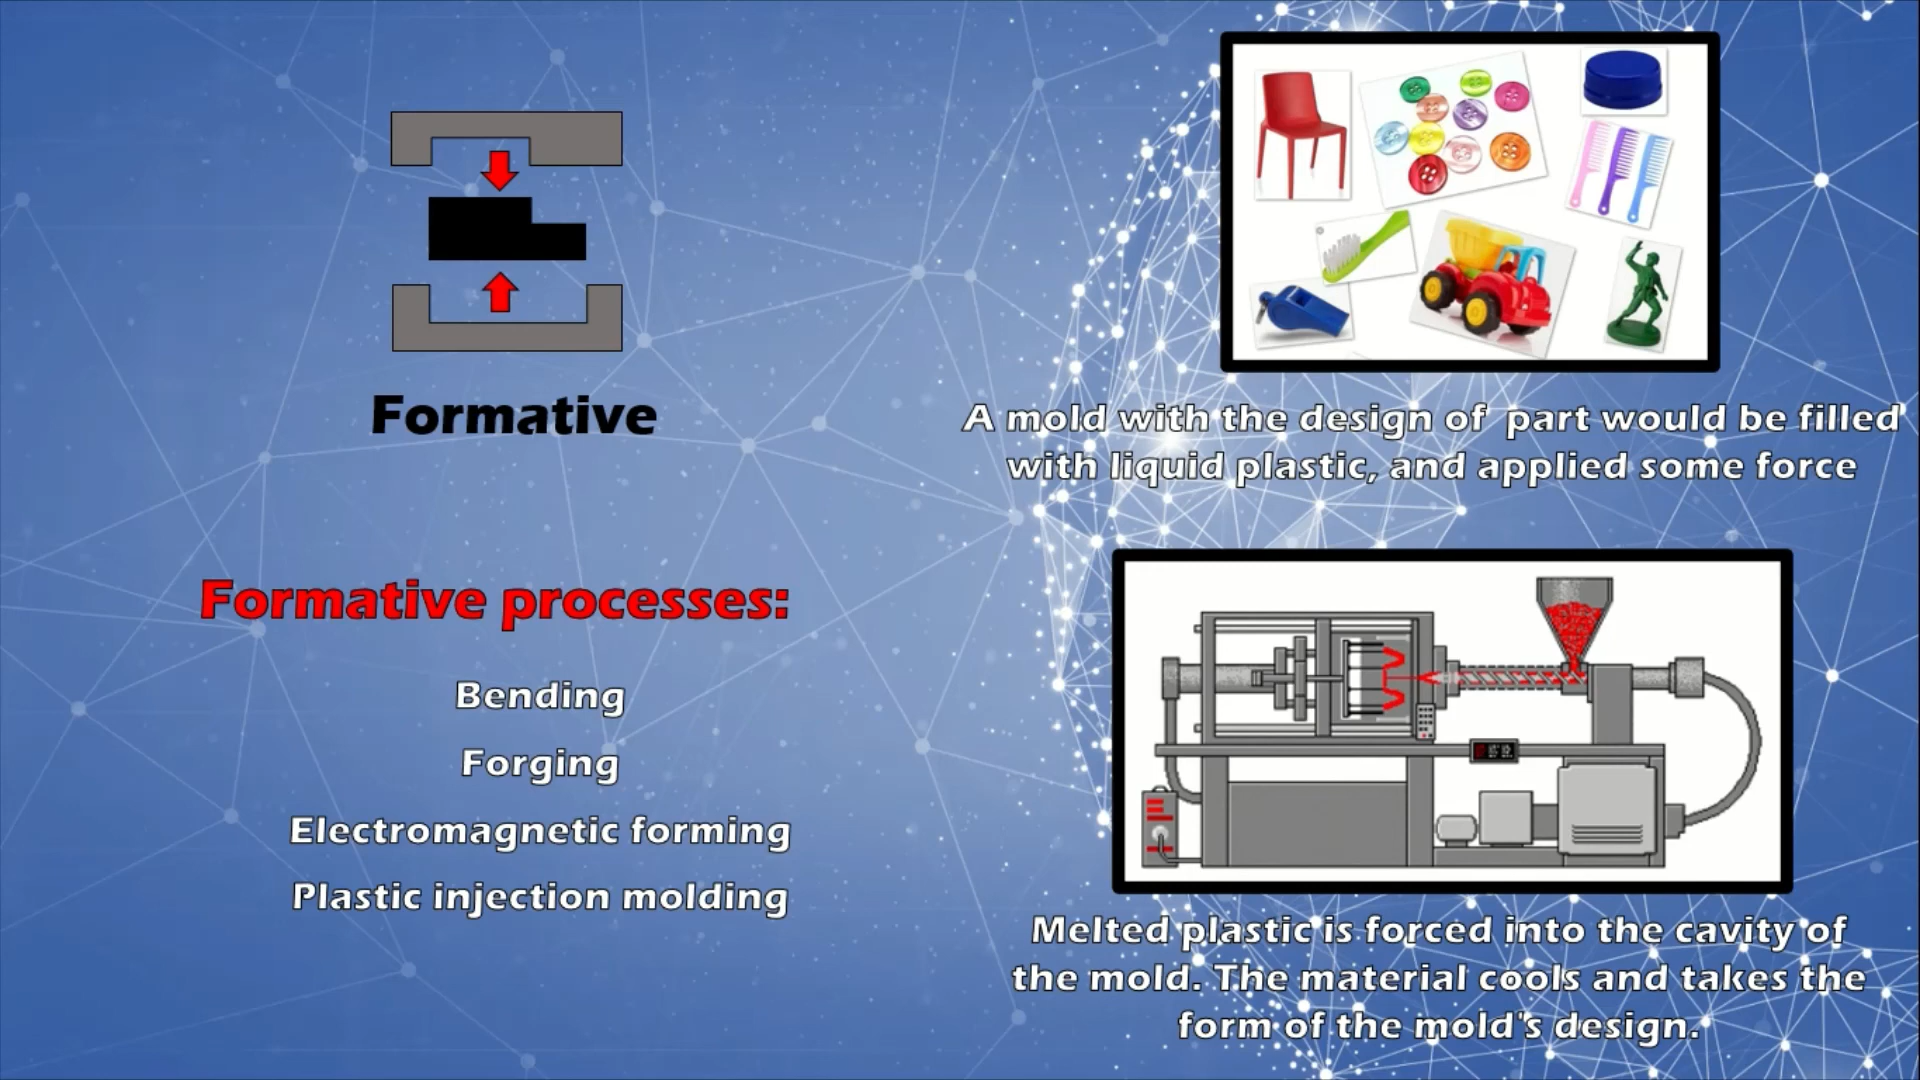 Formative
Formative processes:
Bending
Forging
Electromagnetic forming
Plastic injection molding
A mold with the design of part would be filled
with liquid plastic, and applied some force
Melted plastic is forced into the cavity of
the mold. The material cools and takes the
form of the mold's design.